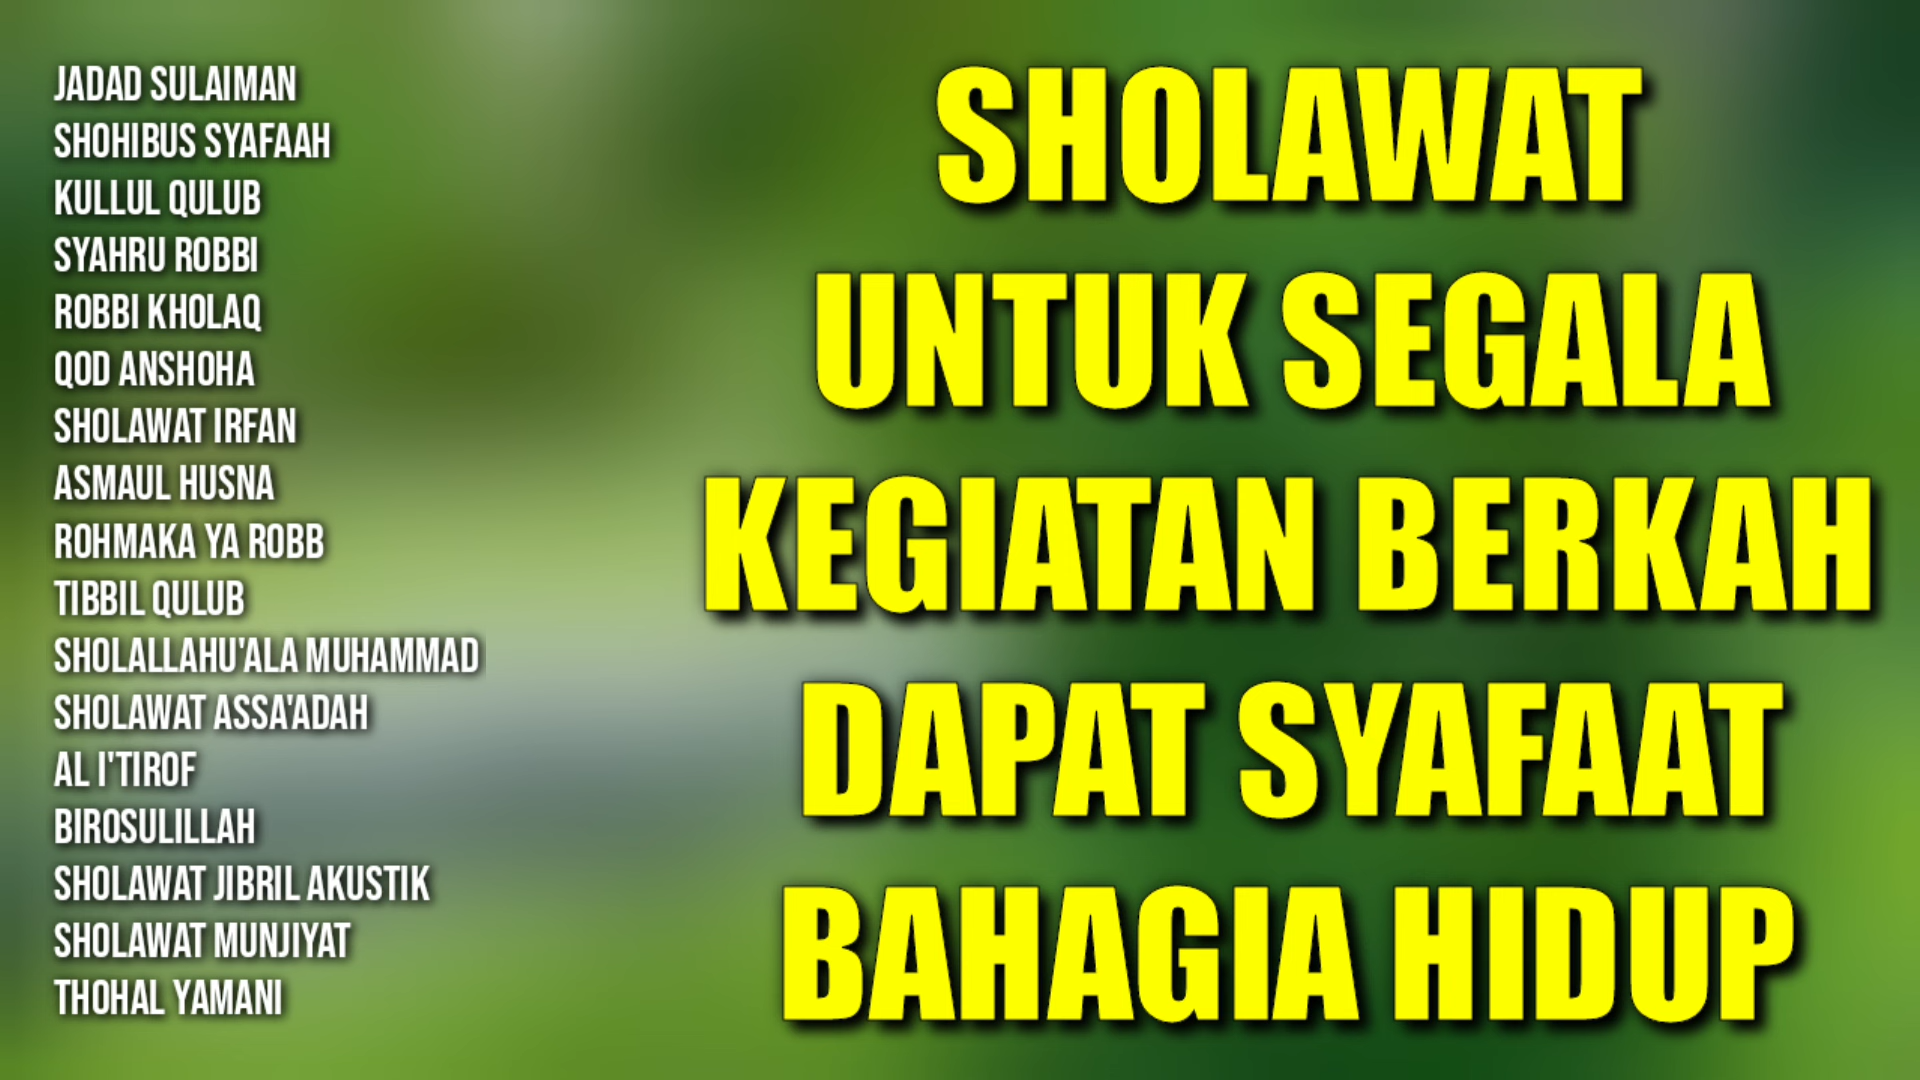 JADAD SULAIMAN
SHOHIBUS SYAFAAH
KULLUL QULUB
SYAHRU ROBBI
ROBBI KHOLAQ
QOD ANSHOHA
SHOLAWAT IRFAN
ASMAUL HUSNA
ROHMAKA YA ROBB
TIBBIL QULUB
SHOLALLAHU'ALA MUHAMMAD
SHOLAWAT ASSA'ADAH
AL I'TIROF
BIROSULILLAH
SHOLAWAT JIBRIL AKUSTIK
SHOLAWAT MUNJIYAT
THOHAL YAMANI
SHOLAWAT
UNTUK SEGALA
KEGIATAN BERKAH
DAPAT SYAFAAT
BAHAGIA HIDUP